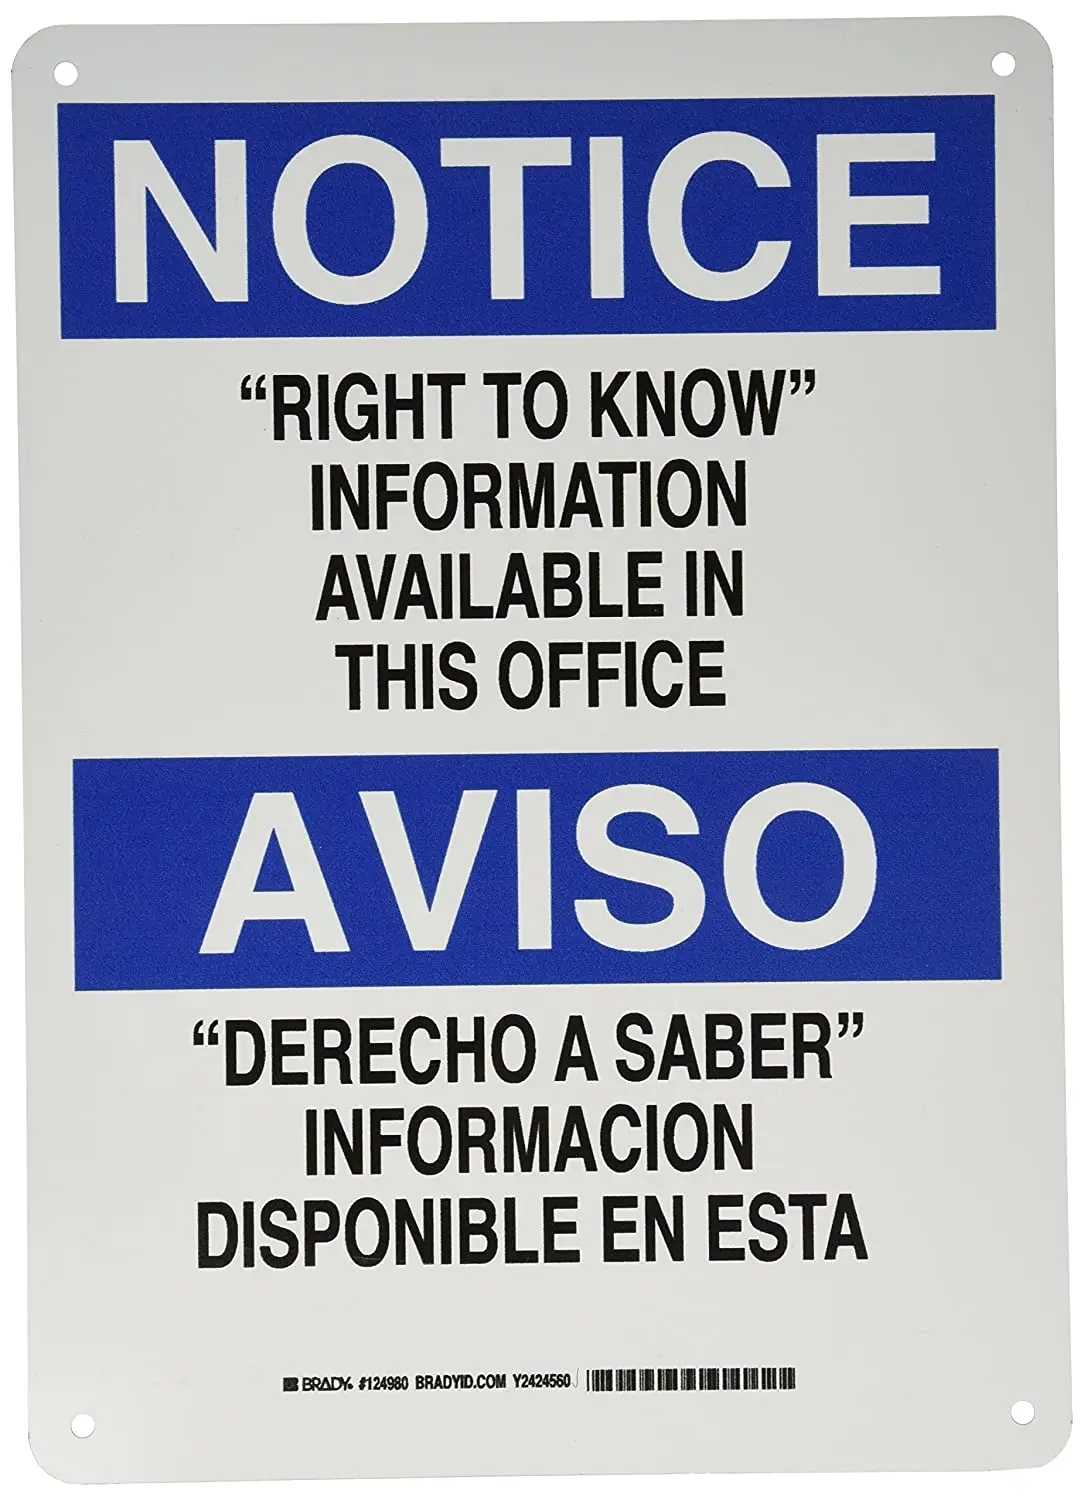 NOTICE
“RIGHT TO KNOW”
INFORMATION
AVAILABLE IN
THIS OFFICE
AVISO
“DERECHO A SABER”
INFORMACION
DISPONIBLE EN ESTA
BRADY. #124980 BRADYID.COM Y2424560